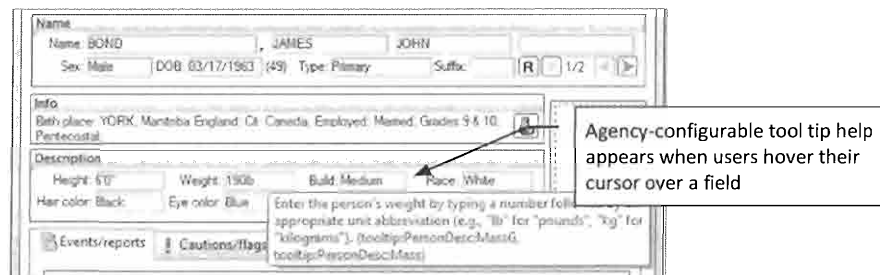 Name
Name: BOND , JAMES JOHN
Sex: Male DOB: 03/17/1963 (49) Type: Primary Suffix: R 1/2
Info
Birth place: YORK, Manitoba England. Cit: Canada, Employed, Married, Grades 9 & 10,
Pentecostal
Description
Height: 6'0" Weight: 190lb Build: Medium Race: White
Hair color: Black Eye color: Blue
Enter the person's weight by typing a number follo
appropriate unit abbreviation (e.g., "lb" for "pounds", "kg" for
"kilograms"). (tooltip:PersonDesc:MassG,
tooltip:PersonDesc:Mass)
Events/reports Cautions/flags
Agency-configurable tool tip help
appears when users hover their
cursor over a field